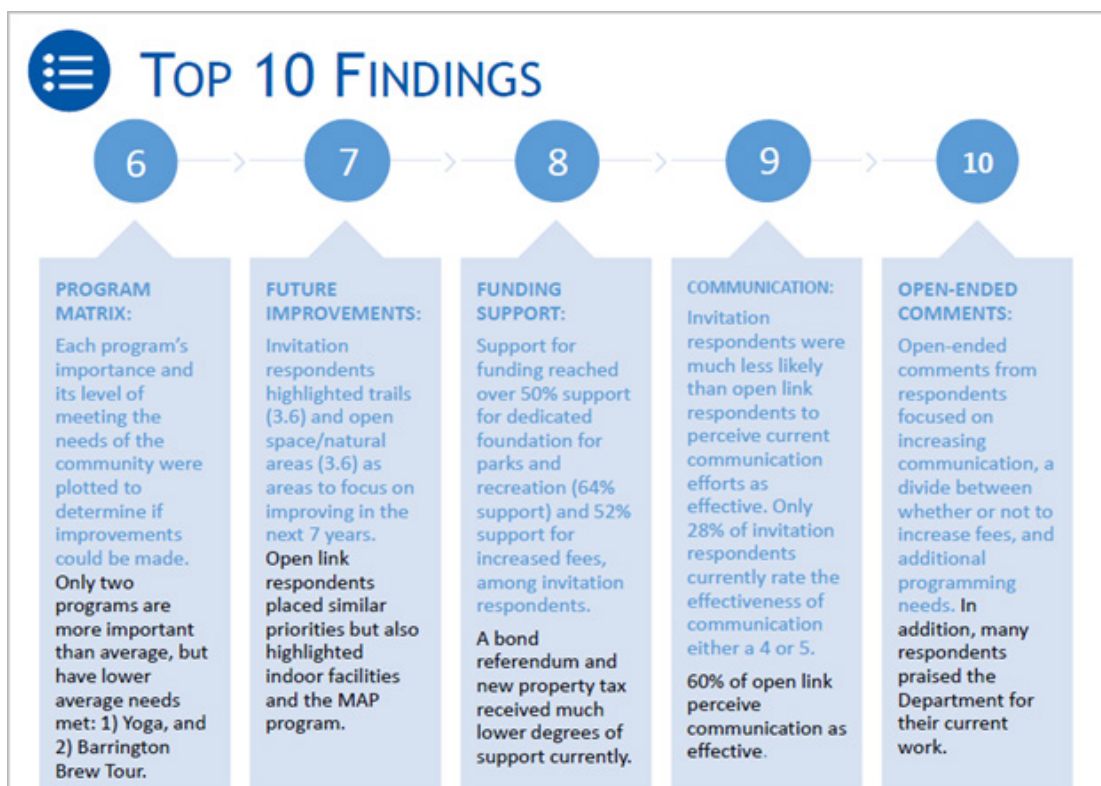 TOP 10 FINDINGS
6
7
8
9
10
PROGRAM
MATRIX:
Each program's
importance and
its level of
meeting the
needs of the
community were
plotted to
determine if
improvements
could be made.
Only two
programs are
more important
than average, but
have lower
average needs
met: 1) Yoga, and
2) Barrington
Brew Tour.
FUTURE
IMPROVEMENTS:
Invitation
respondents
highlighted trails
(3.6) and open
space/natural
areas (3.6) as
areas to focus on
improving in the
next 7 years.
Open link
respondents
placed similar
priorities but also
highlighted
indoor facilities
and the MAP
program.
FUNDING
SUPPORT:
Support for
funding reached
over 50% support
for dedicated
foundation for
parks and
recreation (64%
support) and 52%
support for
increased fees,
among invitation
respondents.
A bond
referendum and
new property tax
received much
lower degrees of
support currently.
COMMUNICATION:
Invitation
respondents were
much less likely
than open link
respondents to
perceive current
communication
efforts as
effective. Only
28% of invitation
respondents
currently rate the
effectiveness of
communication
either a 4 or 5.
60% of open link
perceive
communication as
effective.
OPEN-ENDED
COMMENTS:
Open-ended
comments from
respondents
focused on
increasing
communication, a
divide between
whether or not to
increase fees, and
additional
programming
needs. In
addition, many
respondents
praised the
Department for
their current
work.